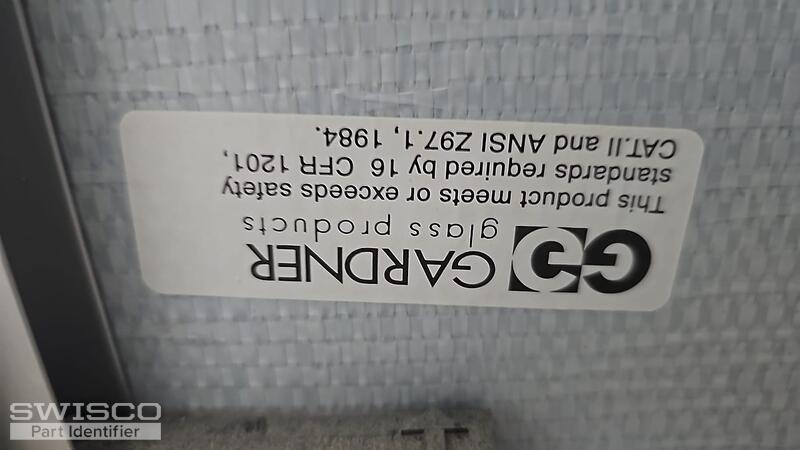 GG GARDNER
glass products
This product meets or exceeds safety
standards required by 16 CFR 1201,
CAT.II and ANSI Z97.1, 1984.
SWISCO
Part Identifier